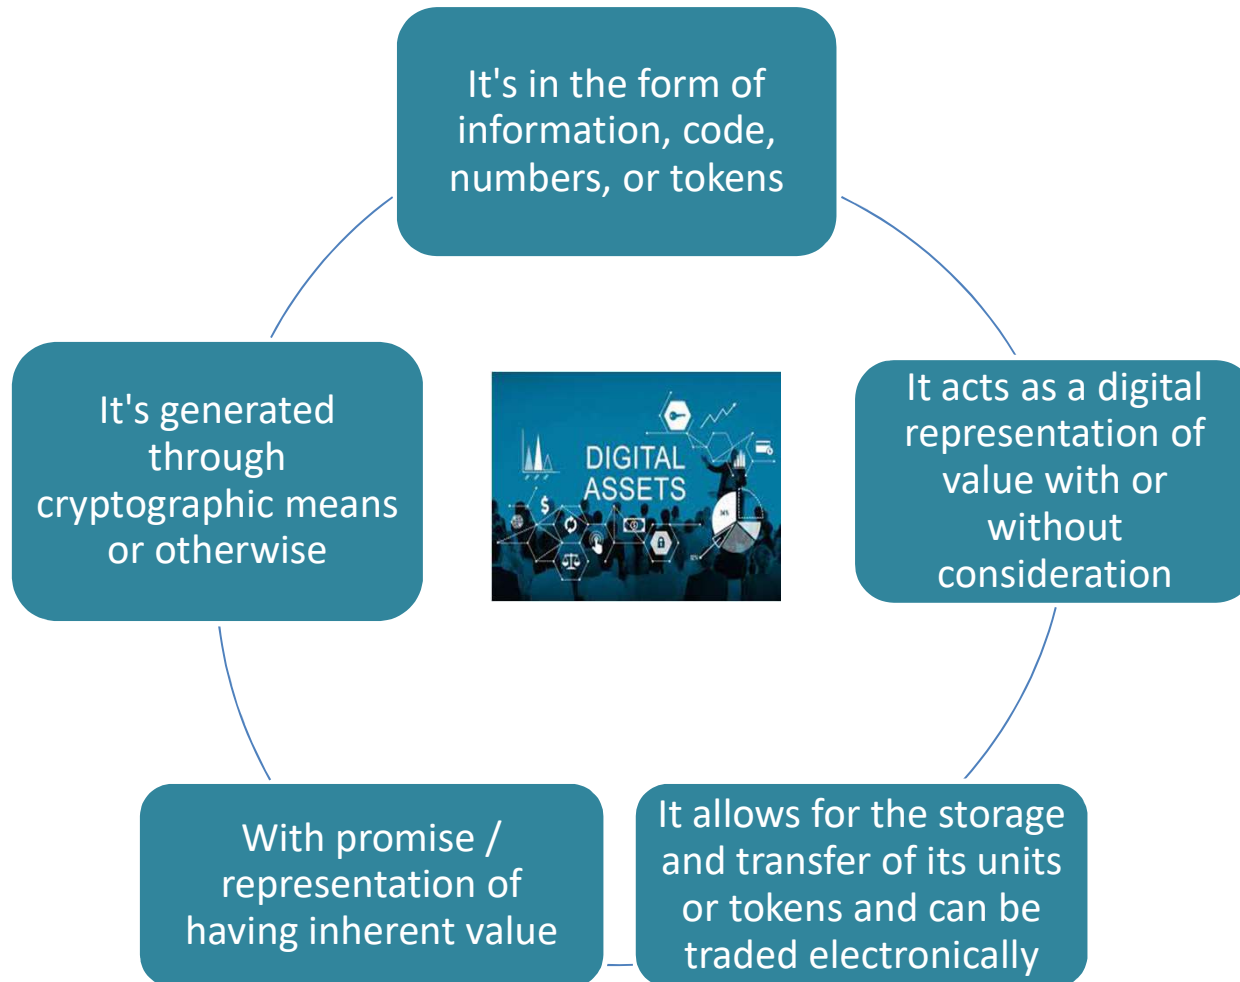 It's in the form of
information, code,
numbers, or tokens
It acts as a digital
representation of
value with or
without
consideration
It allows for the storage
and transfer of its units
or tokens and can be
traded electronically
With promise /
representation of
having inherent value
It's generated
through
cryptographic means
or otherwise
DIGITAL
ASSETS
$